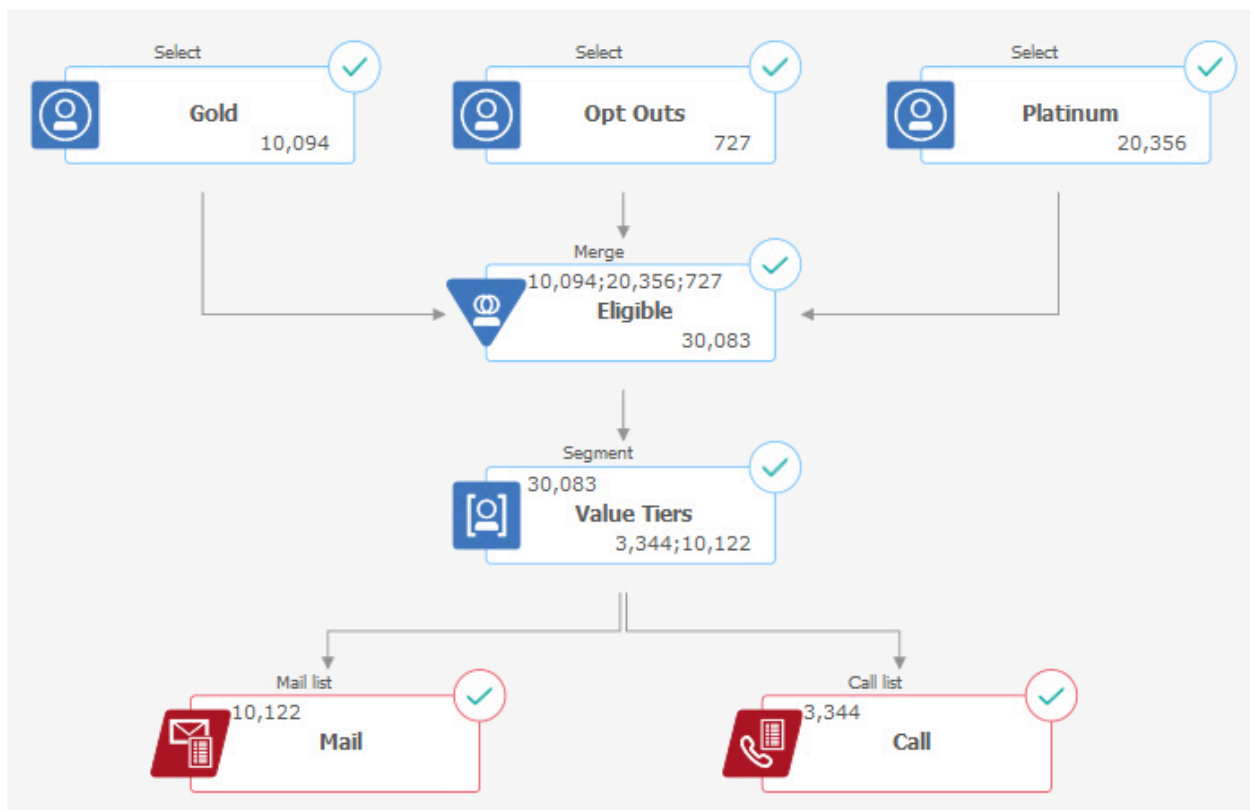 Select
Gold
10,094
Select
Opt Outs
727
Select
Platinum
20,356
Merge
10,094;20,356;727
Eligible
30,083
Segment
30,083
Value Tiers
3,344;10,122
Mail list
10,122
Mail
Call list
3,344
Call